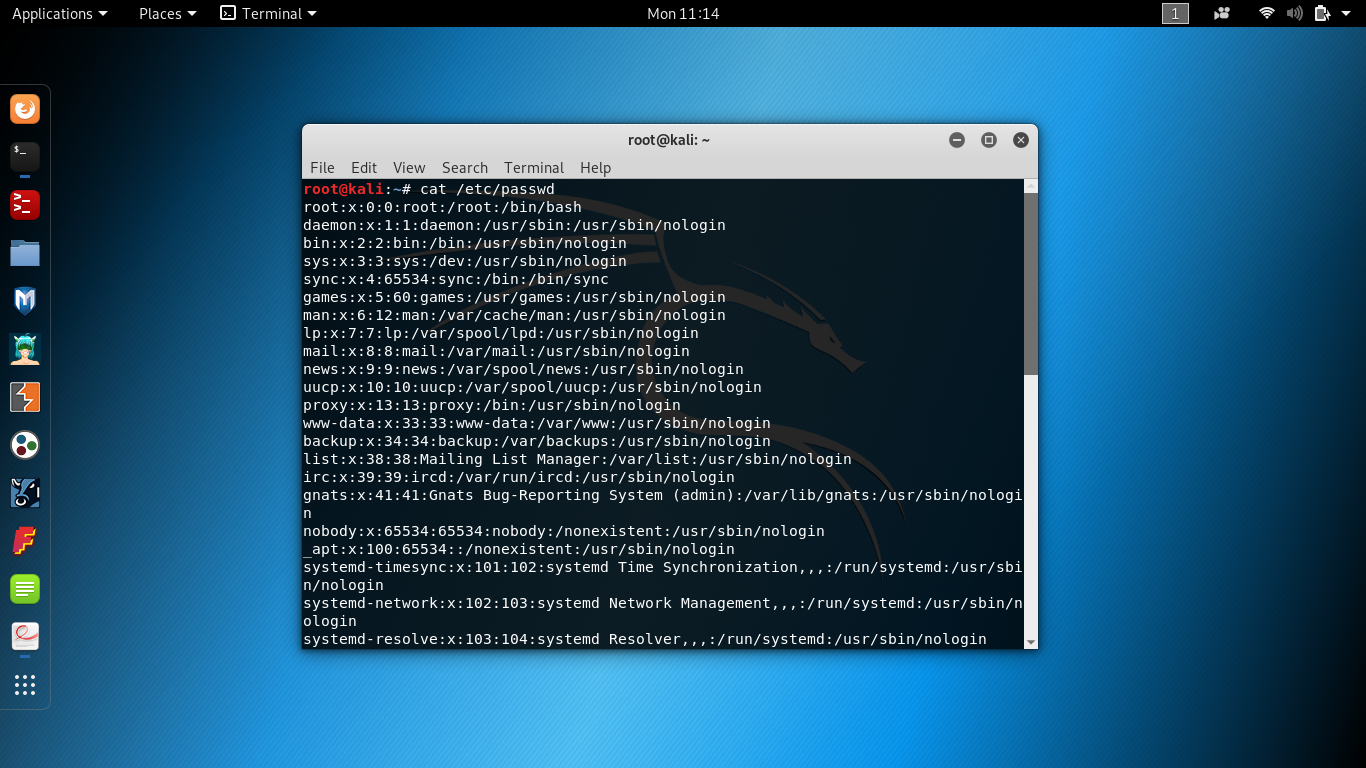 Applications Places Terminal Mon 11:14 1
root@kali: ~
File Edit View Search Terminal Help
root@kali:~# cat /etc/passwd
root:x:0:0:root:/root:/bin/bash
daemon:x:1:1:daemon:/usr/sbin:/usr/sbin/nologin
bin:x:2:2:bin:/bin:/usr/sbin/nologin
sys:x:3:3:sys:/dev:/usr/sbin/nologin
sync:x:4:65534:sync:/bin:/bin/sync
games:x:5:60:games:/usr/games:/usr/sbin/nologin
man:x:6:12:man:/var/cache/man:/usr/sbin/nologin
lp:x:7:7:lp:/var/spool/lpd:/usr/sbin/nologin
mail:x:8:8:mail:/var/mail:/usr/sbin/nologin
news:x:9:9:news:/var/spool/news:/usr/sbin/nologin
uucp:x:10:10:uucp:/var/spool/uucp:/usr/sbin/nologin
proxy:x:13:13:proxy:/bin:/usr/sbin/nologin
www-data:x:33:33:www-data:/var/www:/usr/sbin/nologin
backup:x:34:34:backup:/var/backups:/usr/sbin/nologin
list:x:38:38:Mailing List Manager:/var/list:/usr/sbin/nologin
irc:x:39:39:ircd:/var/run/ircd:/usr/sbin/nologin
gnats:x:41:41:Gnats Bug-Reporting System (admin):/var/lib/gnats:/usr/sbin/nologi
n
nobody:x:65534:65534:nobody:/nonexistent:/usr/sbin/nologin
_apt:x:100:65534::/nonexistent:/usr/sbin/nologin
systemd-timesync:x:101:102:systemd Time Synchronization,,,:/run/systemd:/usr/sbi
n/nologin
systemd-network:x:102:103:systemd Network Management,,,:/run/systemd:/usr/sbin/n
ologin
systemd-resolve:x:103:104:systemd Resolver,,,:/run/systemd:/usr/sbin/nologin